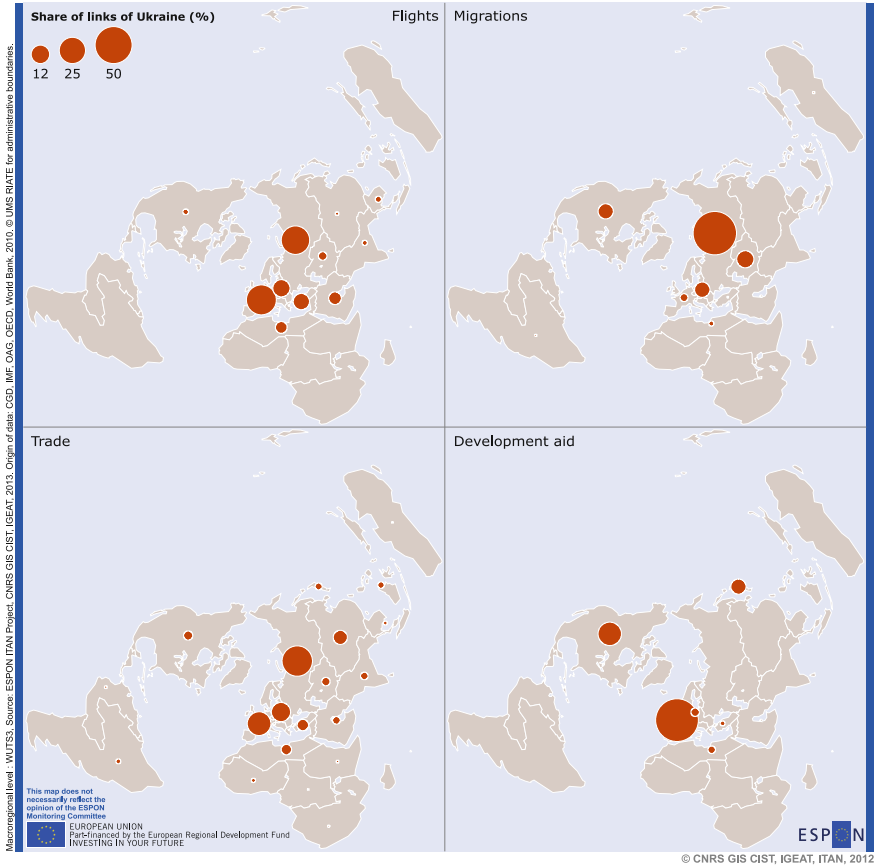 Share of links of Ukraine (%)
12 25 50
Flights
Migrations
Trade
Development aid
Macroregional level : WUTS3, Source: ESPON ITAN Project, CNRS GIS CIST, IGEAT, 2013. Origin of data: CGD, IMF, OAG, OECD, World Bank, 2010. © UMS RIATE for administrative boundaries.
This map does not
necessarily reflect the
opinion of the ESPON
Monitoring Committee
EUROPEAN UNION
Part-financed by the European Regional Development Fund
INVESTING IN YOUR FUTURE
ESPON
© CNRS GIS CIST, IGEAT, ITAN, 2012